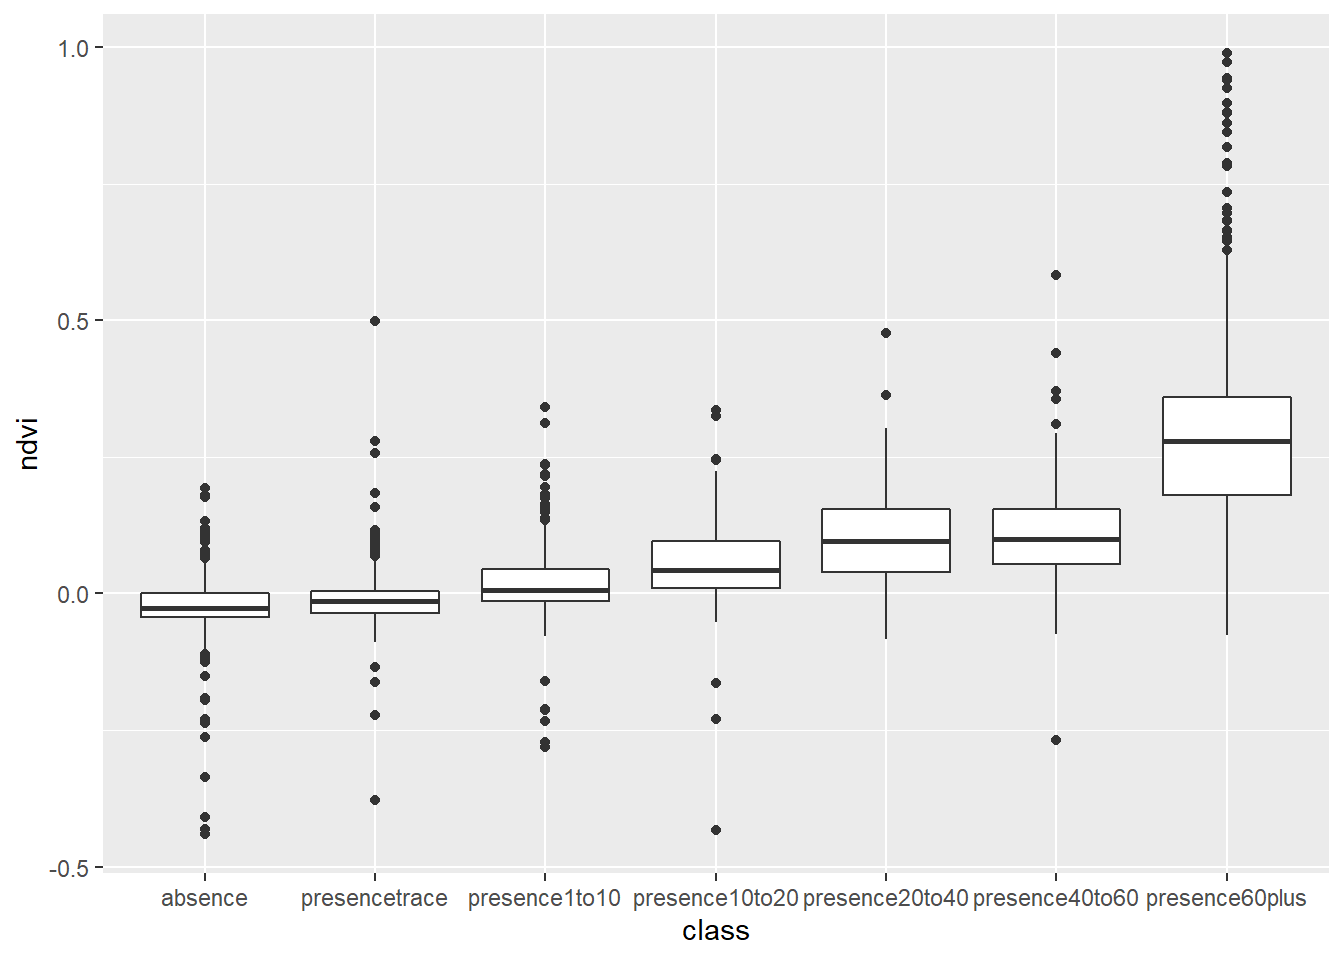 ndvi
1.0
0.5
0.0
-0.5
absence presencetrace presence1to10 presence10to20 presence20to40 presence40to60 presence60plus
class